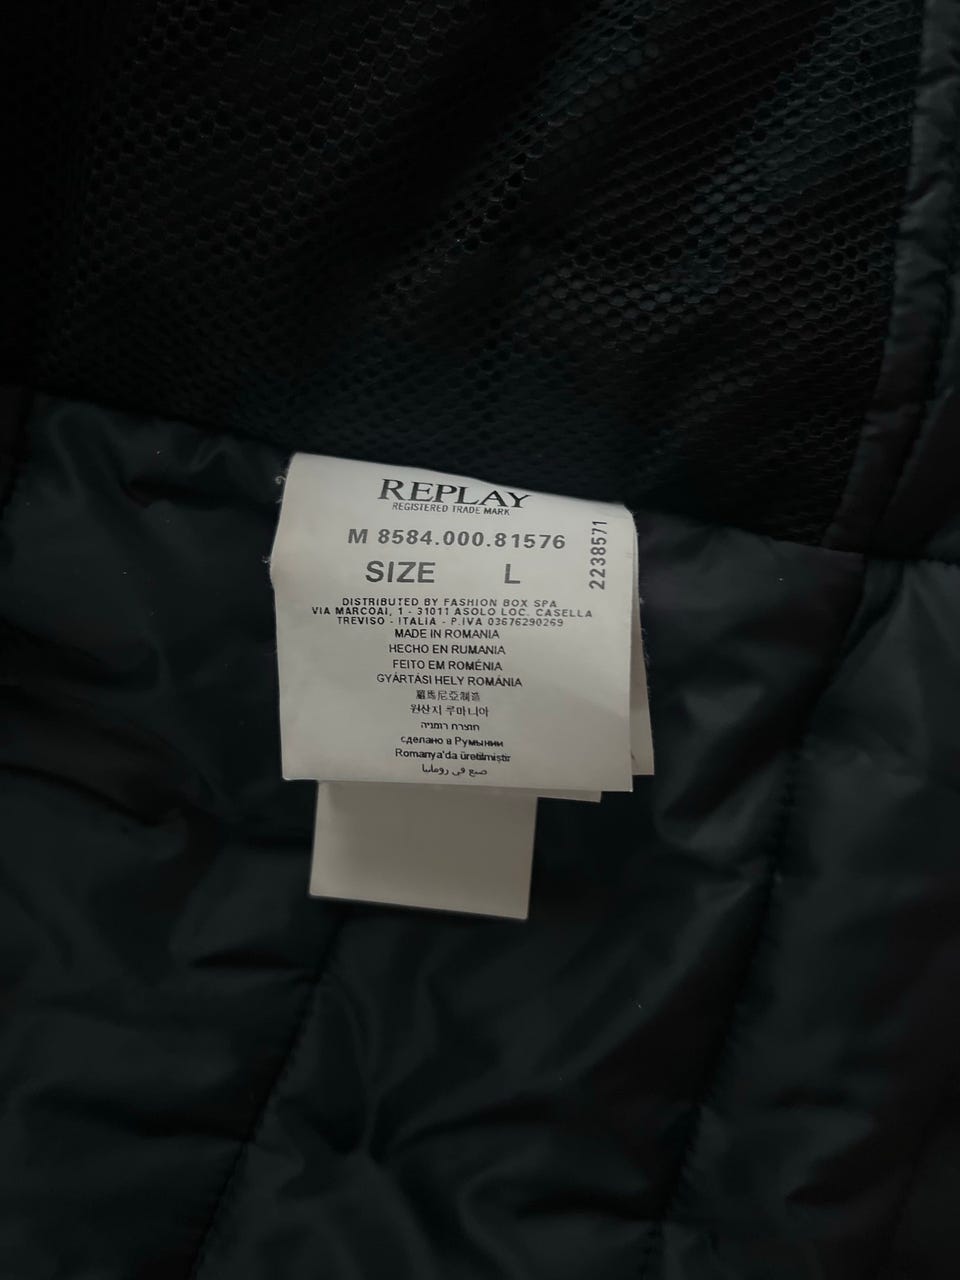 REPLAY
REGISTERED TRADE MARK
M 8584.000.81576
SIZE L
2238571
DISTRIBUTED BY FASHION BOX SPA
VIA MARCOAI, 1 - 31011 ASOLO LOC. CASELLA
TREVISO - ITALIA - P.IVA 03676290269
MADE IN ROMANIA
HECHO EN RUMANIA
FEITO EM ROMÉNIA
GYÁRTÁSI HELY ROMÁNIA
羅馬尼亞制造
원산지 루마니아
תוצרת רומניה
сделано в Румынии
Romanya'da üretilmiştir
صنع في رومانيا